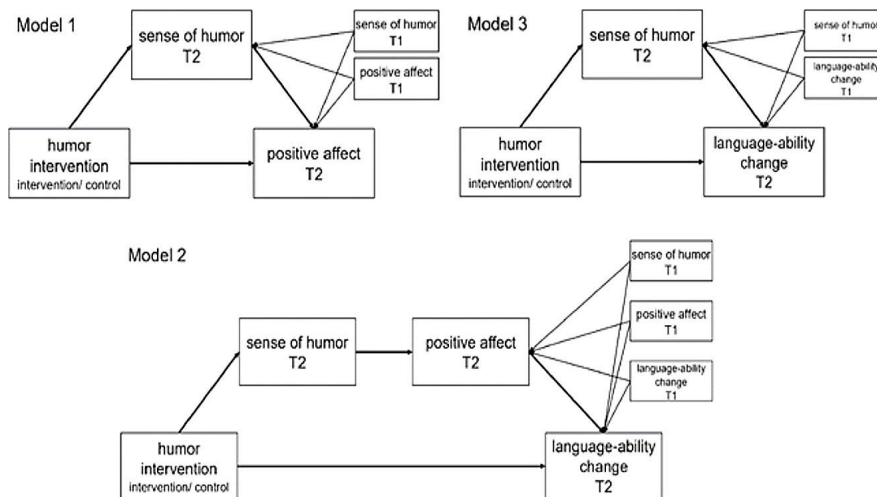 Model 1
sense of humor
T2
sense of humor
T1
positive affect
T1
humor
intervention
intervention/ control
positive affect
T2
Model 3
sense of humor
T2
sense of humor
T1
language-ability
change
T1
humor
intervention
intervention/ control
language-ability
change
T2
Model 2
sense of humor
T2
positive affect
T2
sense of humor
T1
positive affect
T1
language-ability
change
T1
humor
intervention
intervention/ control
language-ability
change
T2